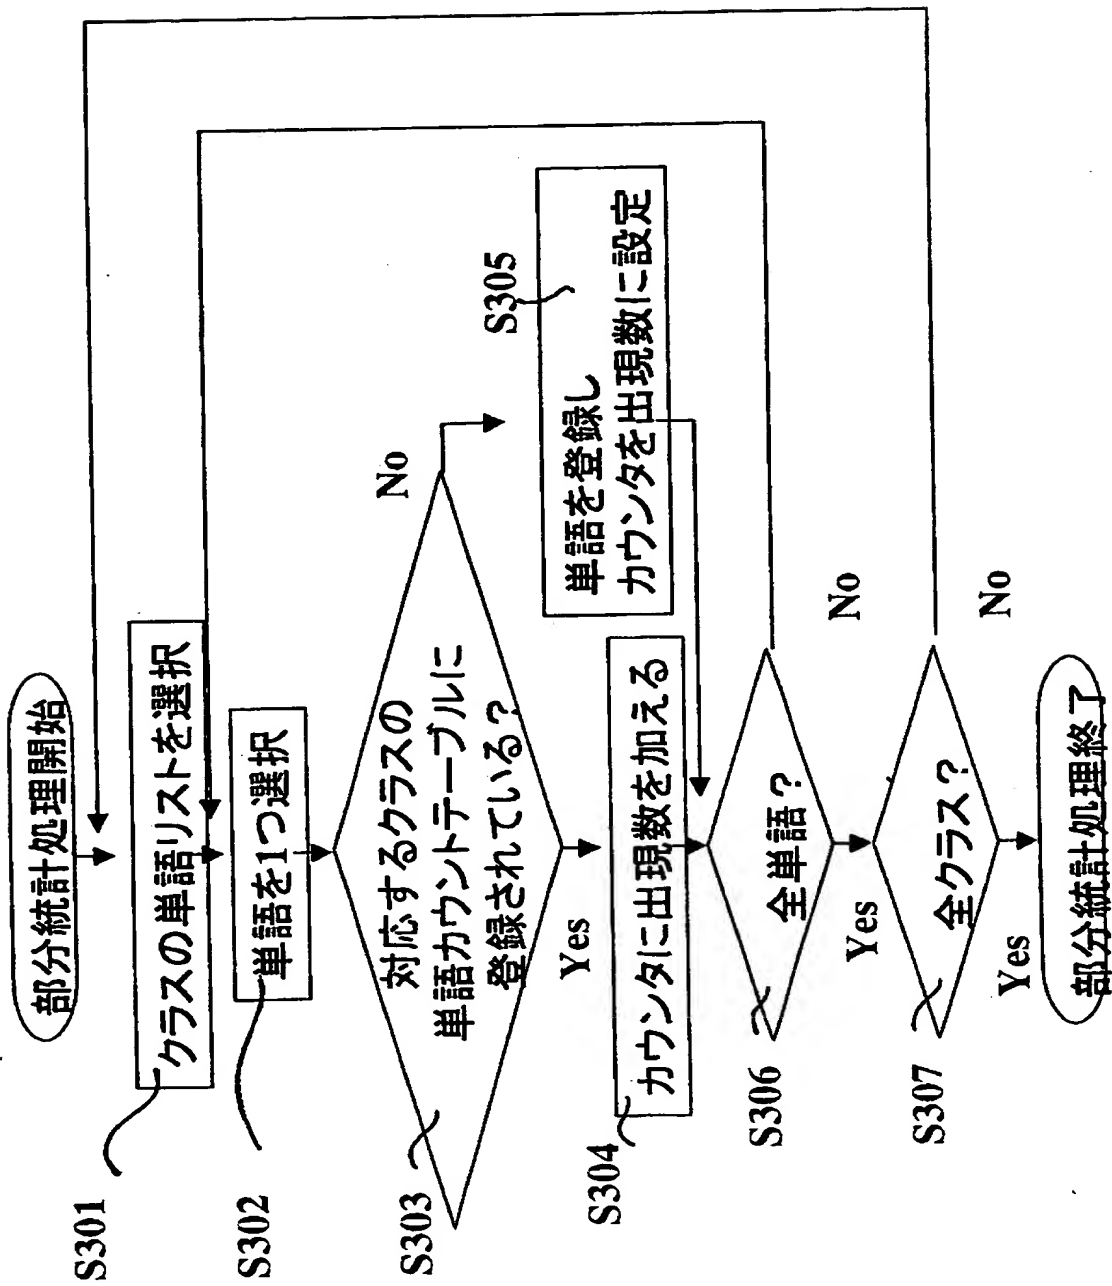 部分統計処理開始
S301
クラスの単語リストを選択
S302
単語を1つ選択
S303
対応するクラスの
単語カウントテーブルに
登録されている？
No
Yes
S305
単語を登録し
カウンタを出現数に設定
S304
カウンタに出現数を加える
S306
全単語？
No
Yes
S307
全クラス？
No
Yes
部分統計処理終了